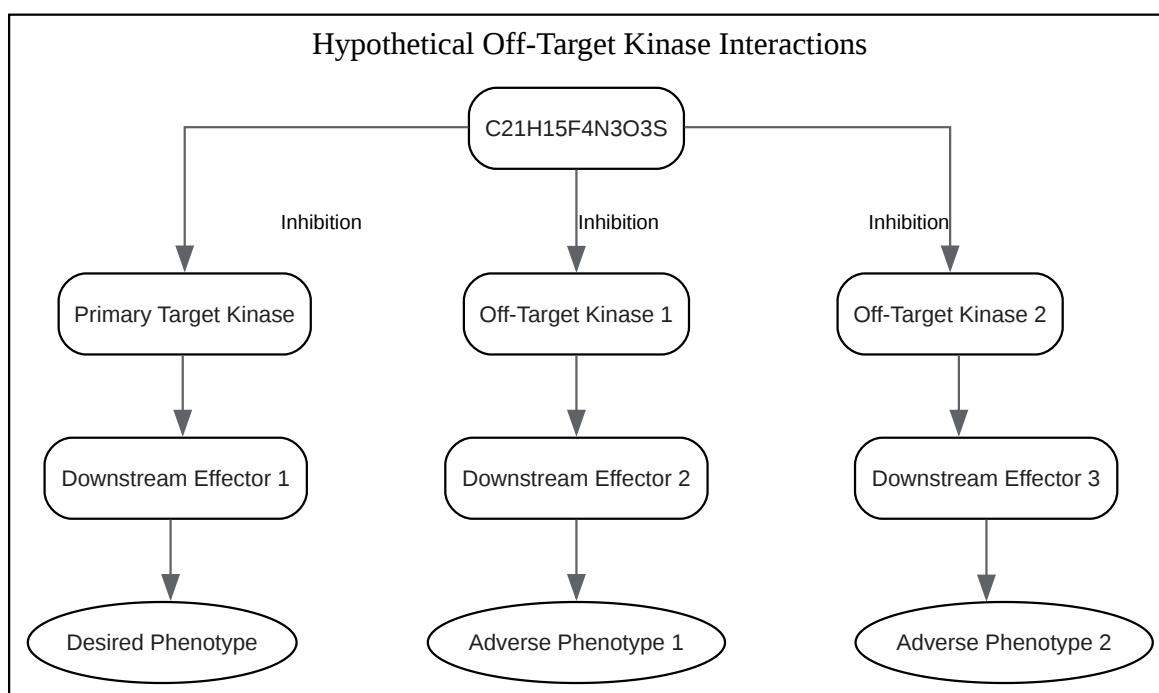 Hypothetical Off-Target Kinase Interactions
C21H15F4N3O3S
Inhibition
Inhibition
Inhibition
Primary Target Kinase
Off-Target Kinase 1
Off-Target Kinase 2
Downstream Effector 1
Downstream Effector 2
Downstream Effector 3
Desired Phenotype
Adverse Phenotype 1
Adverse Phenotype 2